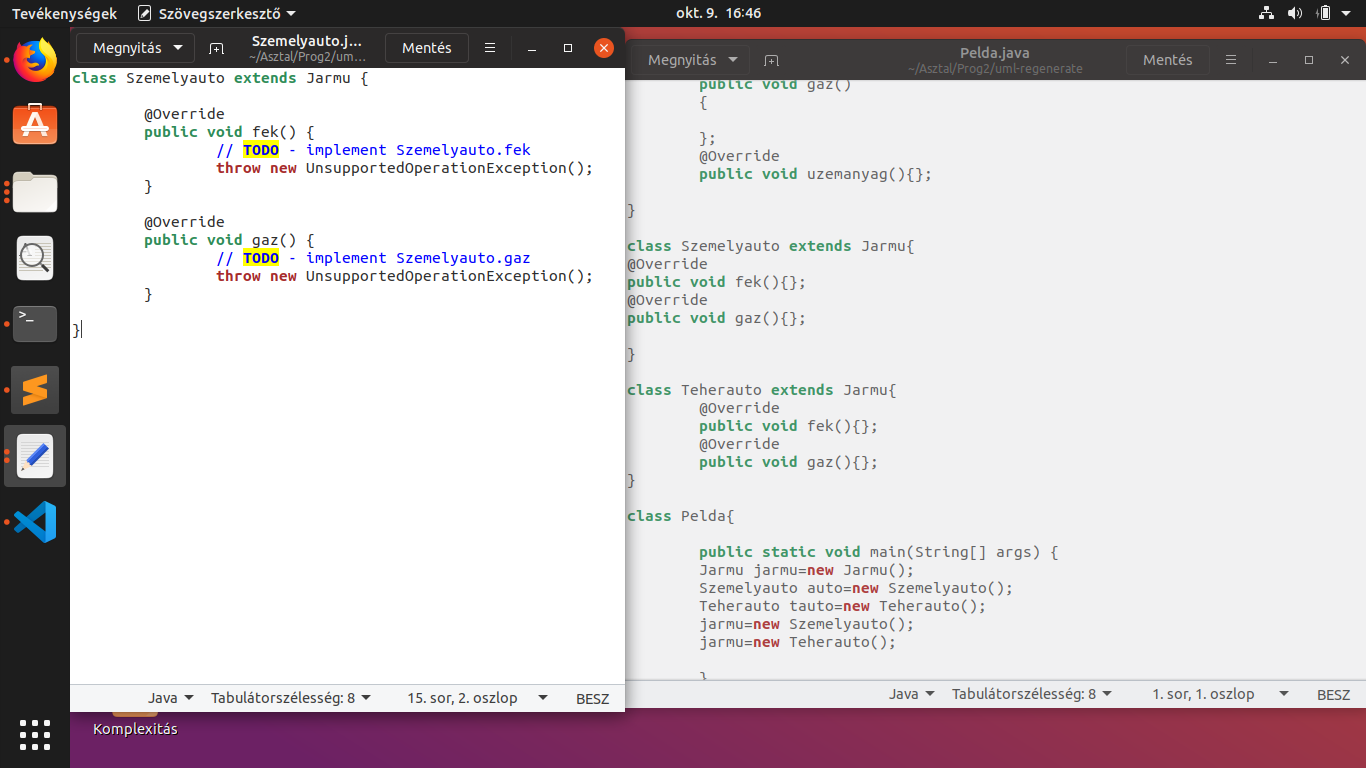 Tevékenységek
Szövegszerkesztő
okt. 9. 16:46
Megnyitás
Szemelyauto.j...
~/Asztal/Prog2/um...
Mentés
class Szemelyauto extends Jarmu {
@Override
public void fek() {
// TODO - implement Szemelyauto.fek
throw new UnsupportedOperationException();
}
@Override
public void gaz() {
// TODO - implement Szemelyauto.gaz
throw new UnsupportedOperationException();
}
}
Java
Tabulátorszélesség: 8
15. sor, 2. oszlop
BESZ
Megnyitás
Pelda.java
~/Asztal/Prog2/uml-regenerate
Mentés
public void gaz()
{
};
@Override
public void uzemanyag(){};
}
class Szemelyauto extends Jarmu{
@Override
public void fek(){};
@Override
public void gaz(){};
}
class Teherauto extends Jarmu{
@Override
public void fek(){};
@Override
public void gaz(){};
}
class Pelda{
public static void main(String[] args) {
Jarmu jarmu=new Jarmu();
Szemelyauto auto=new Szemelyauto();
Teherauto tauto=new Teherauto();
jarmu=new Szemelyauto();
jarmu=new Teherauto();
}
Java
Tabulátorszélesség: 8
1. sor, 1. oszlop
BESZ
Komplexitás